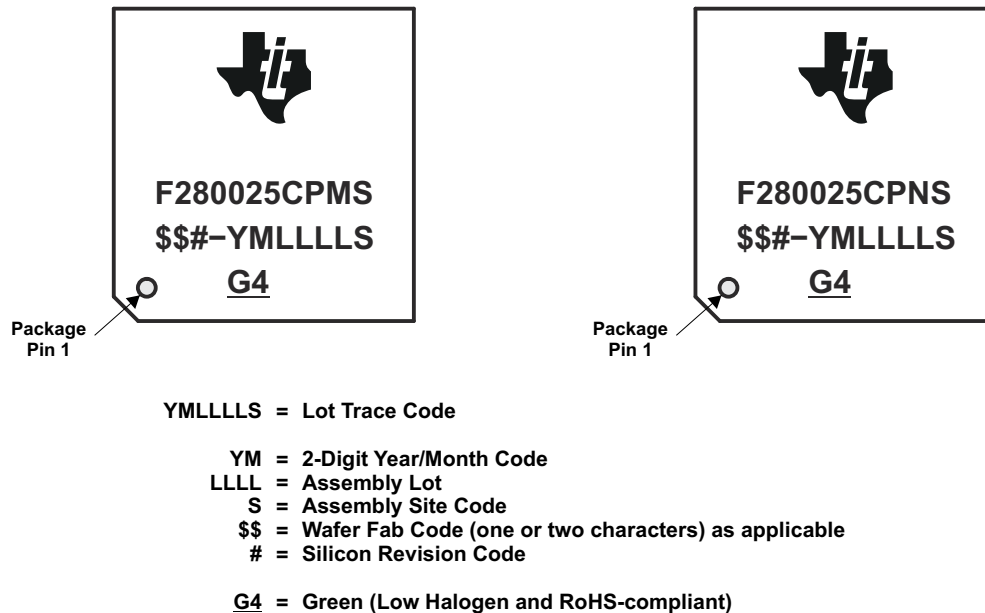 F280025CPMS
$$#−YMLLLLS
G4
Package
Pin 1
F280025CPNS
$$#−YMLLLLS
G4
Package
Pin 1
YMLLLLS = Lot Trace Code
YM = 2-Digit Year/Month Code
LLLL = Assembly Lot
S = Assembly Site Code
$$ = Wafer Fab Code (one or two characters) as applicable
# = Silicon Revision Code
G4 = Green (Low Halogen and RoHS-compliant)